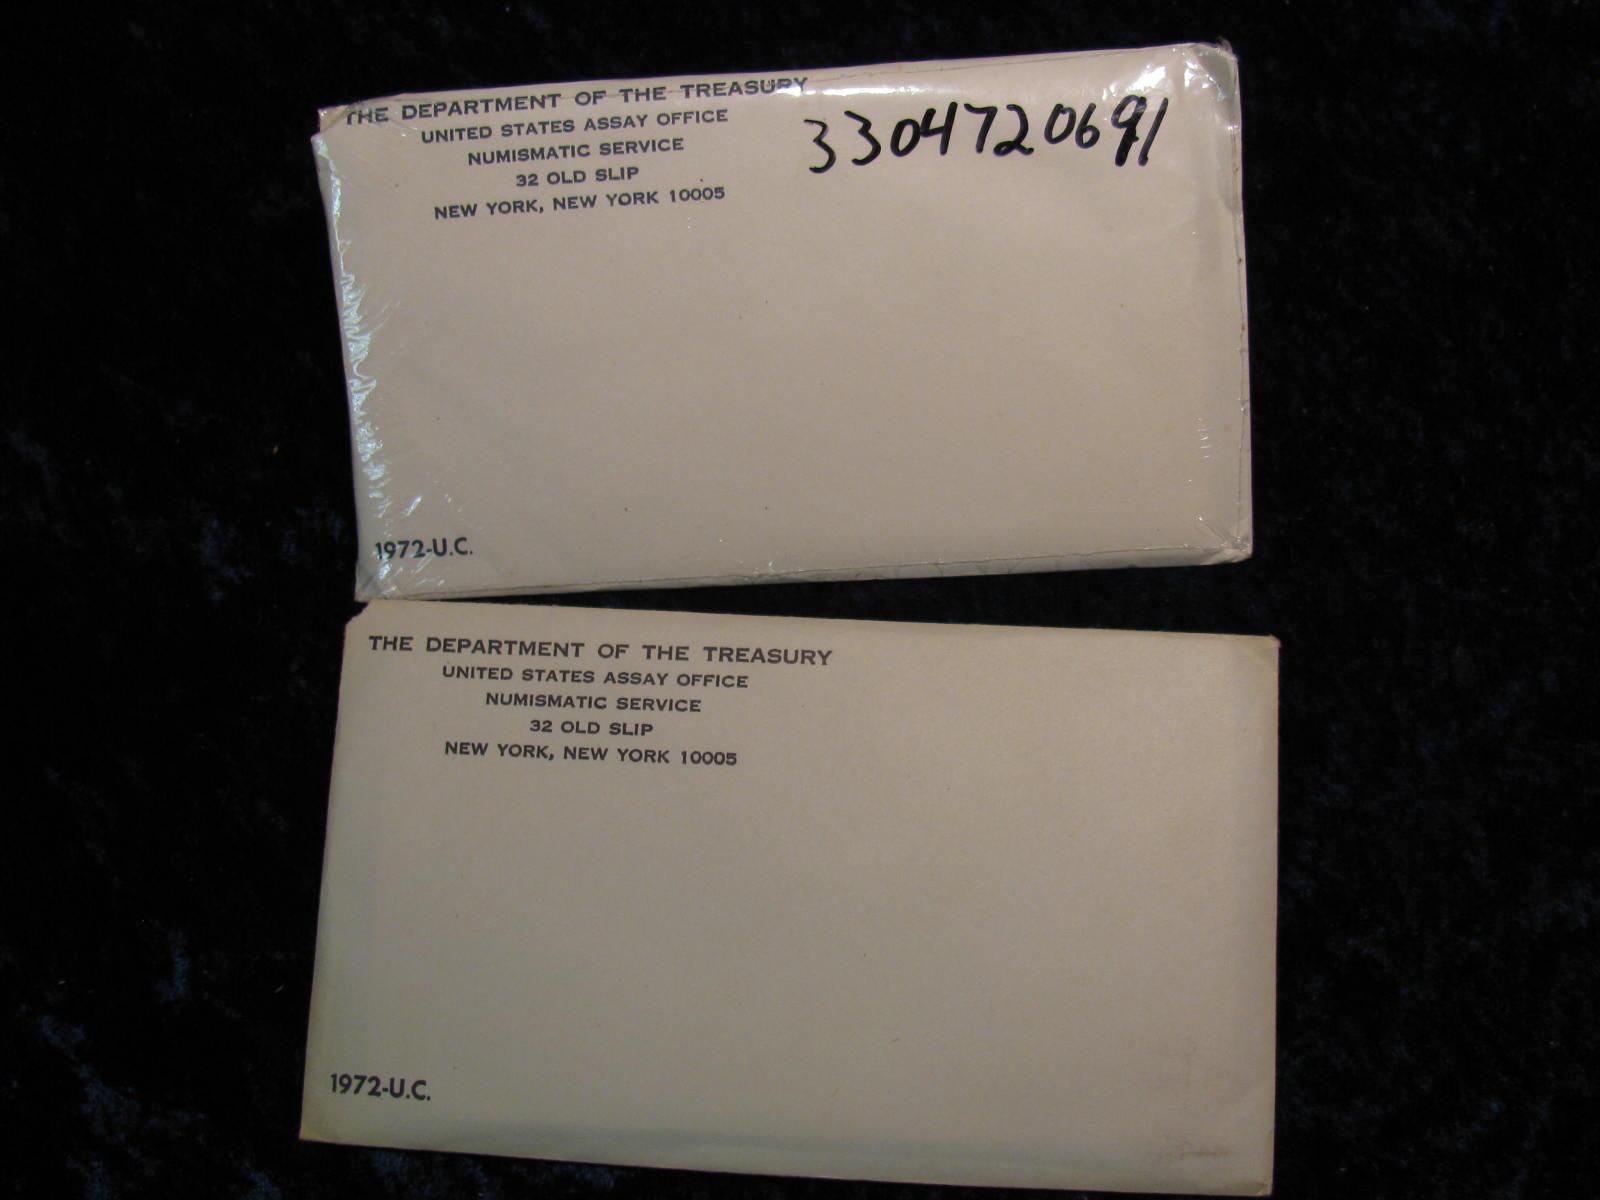 THE DEPARTMENT OF THE TREASURY
UNITED STATES ASSAY OFFICE
NUMISMATIC SERVICE
32 OLD SLIP
NEW YORK, NEW YORK 10005
3304720691
1972-U.C.
THE DEPARTMENT OF THE TREASURY
UNITED STATES ASSAY OFFICE
NUMISMATIC SERVICE
32 OLD SLIP
NEW YORK, NEW YORK 10005
1972-U.C.